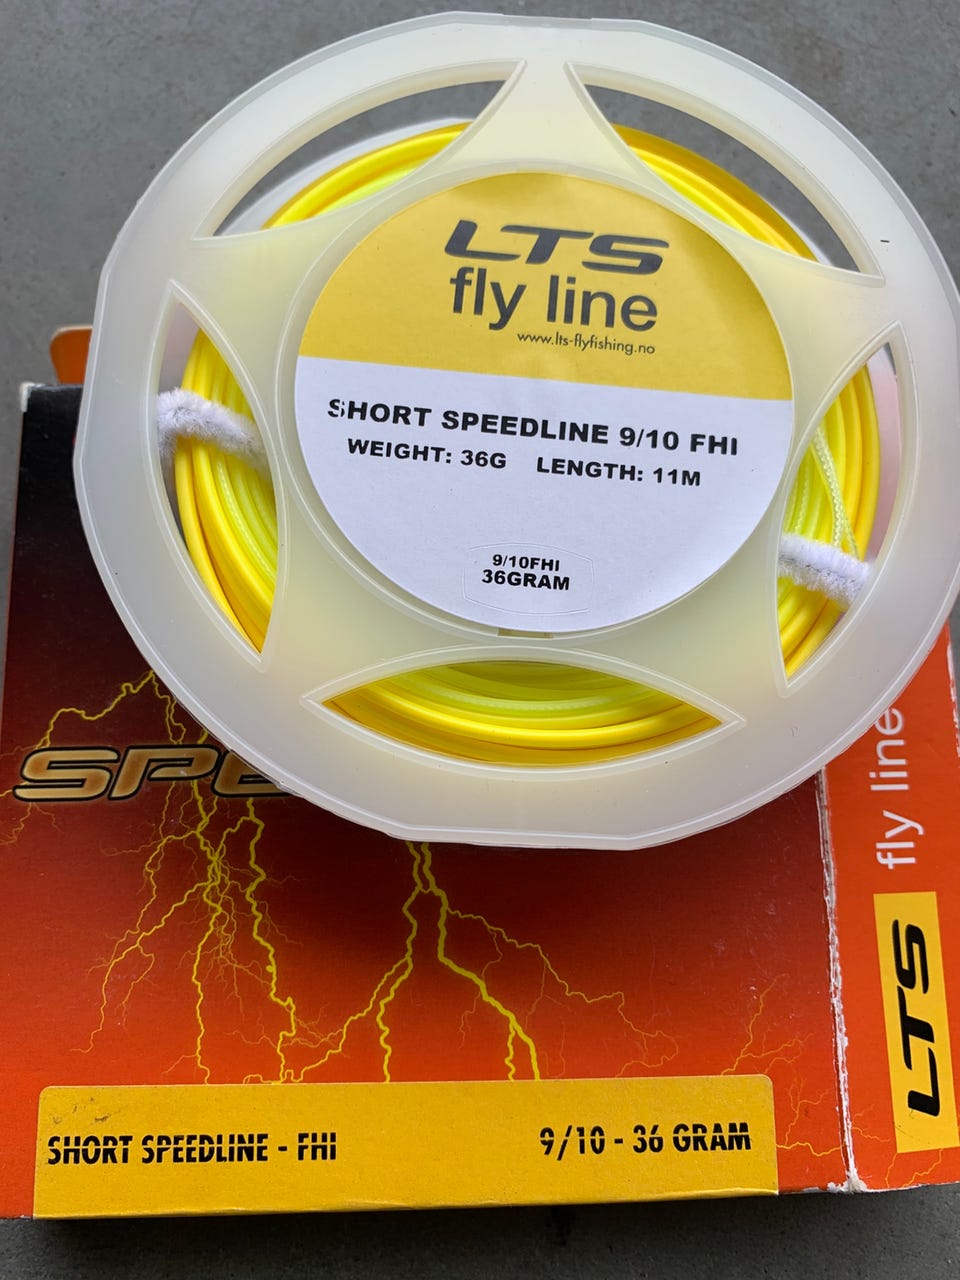 LTS
fly line
www.lts-flyfishing.no
SHORT SPEEDLINE 9/10 FHI
WEIGHT: 36G LENGTH: 11M
9/10FHI
36GRAM
fly line
LTS
SHORT SPEEDLINE - FHI 9/10 - 36 GRAM